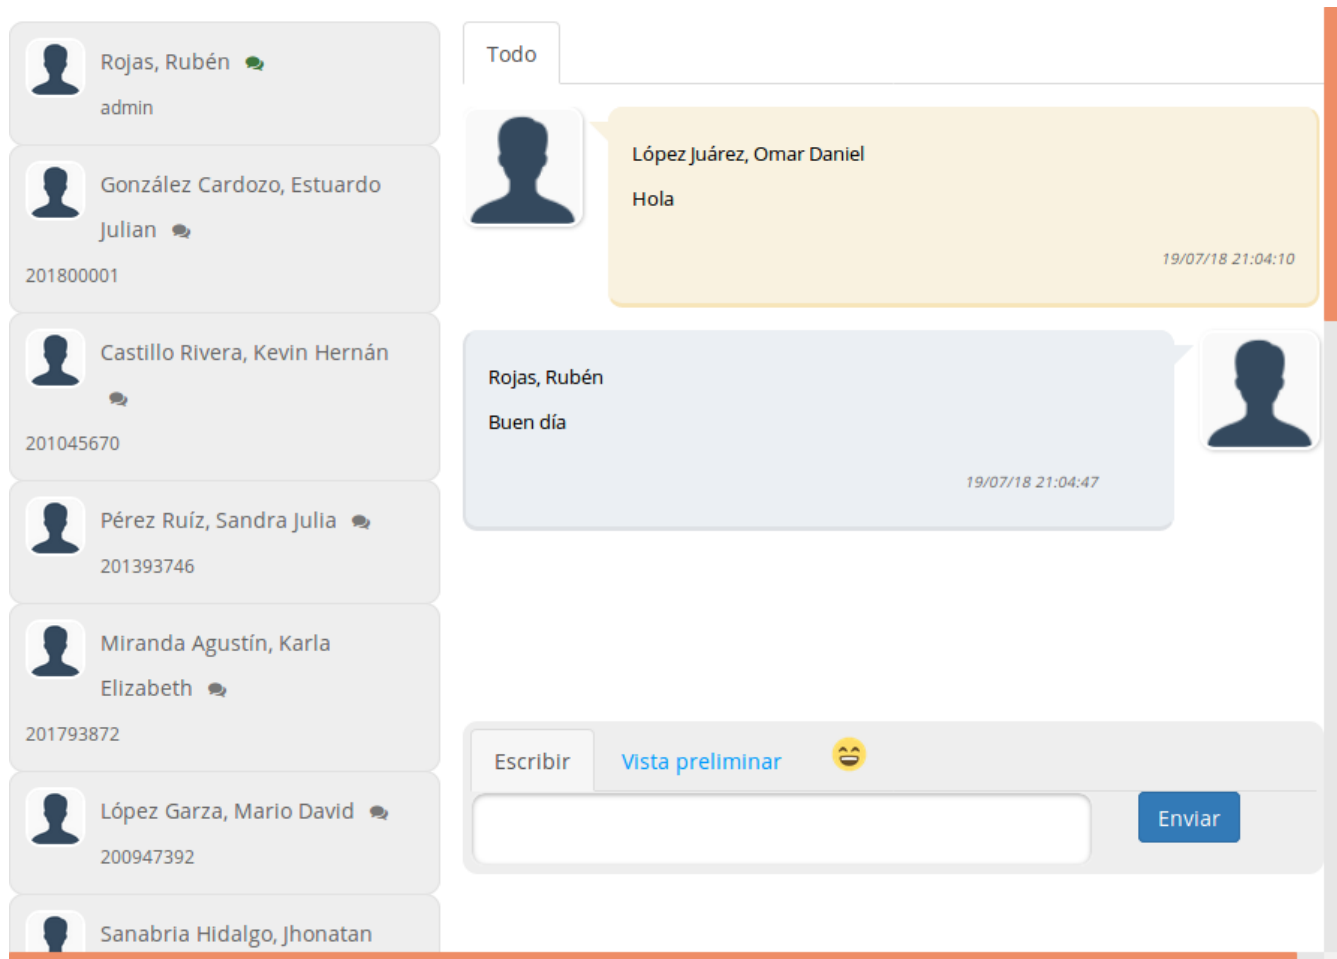 Rojas, Rubén
admin
González Cardozo, Estuardo
Julian
201800001
Castillo Rivera, Kevin Hernán
201045670
Pérez Ruíz, Sandra Julia
201393746
Miranda Agustín, Karla
Elizabeth
201793872
López Garza, Mario David
200947392
Sanabria Hidalgo, Jhonatan
Todo
López Juárez, Omar Daniel
Hola
19/07/18 21:04:10
Rojas, Rubén
Buen día
19/07/18 21:04:47
Escribir
Vista preliminar
Enviar